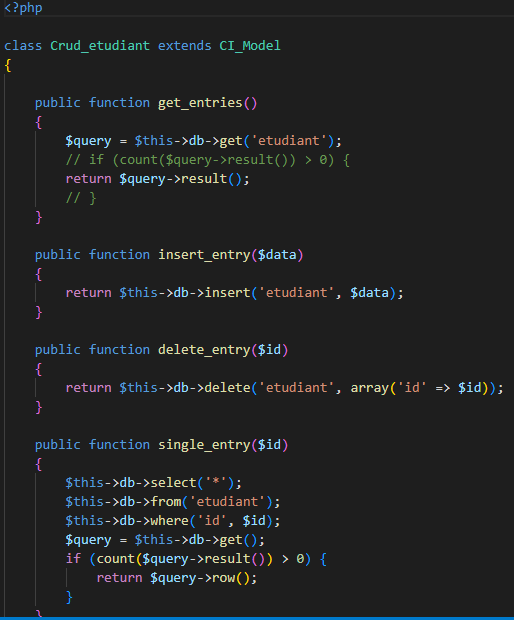 <?php
class Crud_etudiant extends CI_Model
{
public function get_entries()
{
$query = $this->db->get('etudiant');
// if (count($query->result()) > 0) {
return $query->result();
// }
}
public function insert_entry($data)
{
return $this->db->insert('etudiant', $data);
}
public function delete_entry($id)
{
return $this->db->delete('etudiant', array('id' => $id));
}
public function single_entry($id)
{
$this->db->select('*');
$this->db->from('etudiant');
$this->db->where('id', $id);
$query = $this->db->get();
if (count($query->result()) > 0) {
return $query->row();
}
}